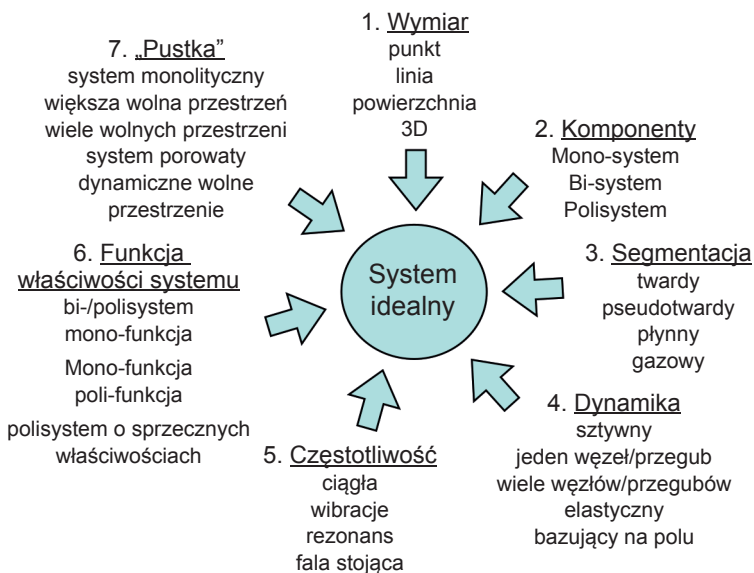 1. Wymiar
punkt
linia
powierzchnia
3D
2. Komponenty
Mono-system
Bi-system
Polisystem
3. Segmentacja
twardy
pseudotwardy
płynny
gazowy
4. Dynamika
sztywny
jeden węzeł/przegub
wiele węzłów/przegubów
elastyczny
bazujący na polu
5. Częstotliwość
ciągła
wibracje
rezonans
fala stojąca
6. Funkcja
właściwości systemu
bi-/polisystem
mono-funkcja
Mono-funkcja
poli-funkcja
polisystem o sprzecznych
właściwościach
7. „Pustka”
system monolityczny
większa wolna przestrzeń
wiele wolnych przestrzeni
system porowaty
dynamiczne wolne
przestrzenie
System
idealny